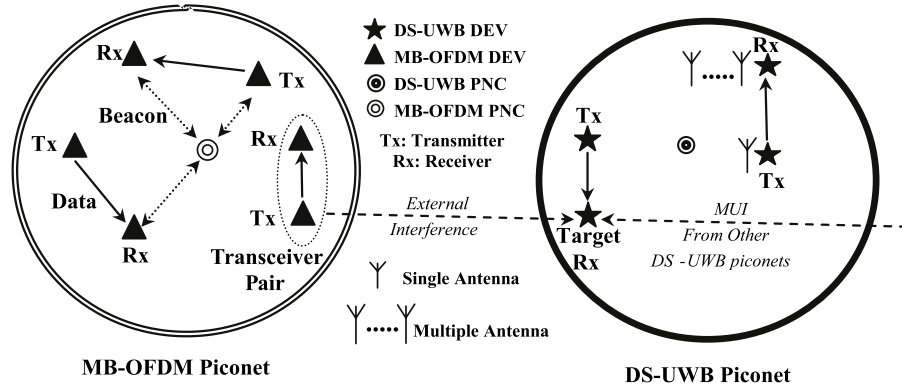 Rx
Tx
Beacon
Tx
Rx
Data
Tx
Rx
Transceiver
Pair
MB-OFDM Piconet
DS-UWB DEV
MB-OFDM DEV
DS-UWB PNC
MB-OFDM PNC
Tx: Transmitter
Rx: Receiver
External
Interference
Single Antenna
Multiple Antenna
Rx
Tx
Tx
Target
Rx
MUI
From Other
DS -UWB piconets
DS-UWB Piconet